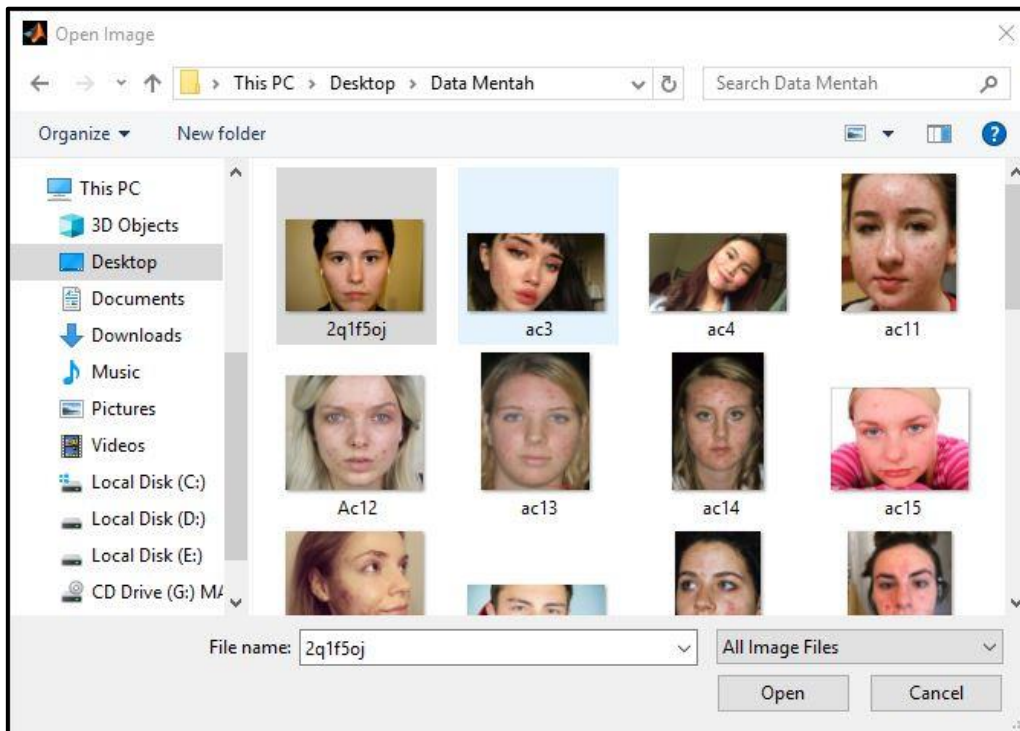 Open Image
This PC > Desktop > Data Mentah
Search Data Mentah
Organize
New folder
This PC
3D Objects
Desktop
Documents
Downloads
Music
Pictures
Videos
Local Disk (C:)
Local Disk (D:)
Local Disk (E:)
CD Drive (G:) MA
2q1f5oj
ac3
ac4
ac11
Ac12
ac13
ac14
ac15
File name: 2q1f5oj
All Image Files
Open
Cancel